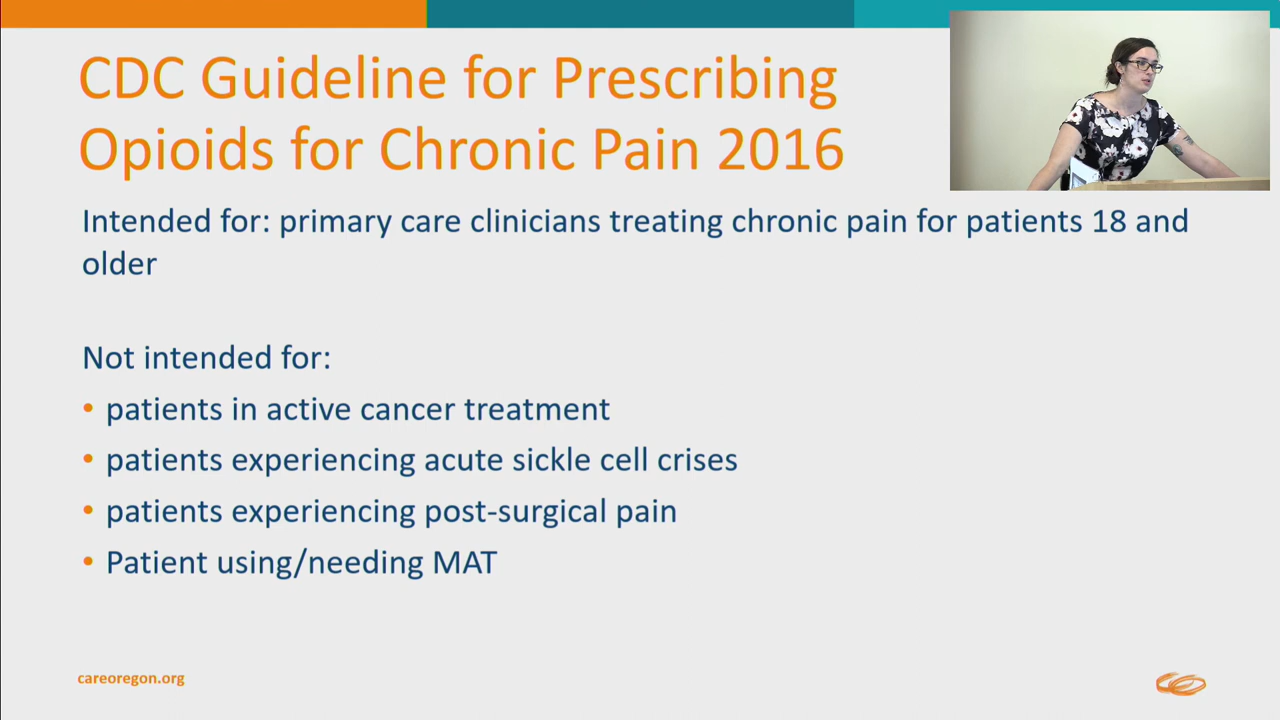 CDC Guideline for Prescribing
Opioids for Chronic Pain 2016
Intended for: primary care clinicians treating chronic pain for patients 18 and
older
Not intended for:
• patients in active cancer treatment
• patients experiencing acute sickle cell crises
• patients experiencing post-surgical pain
• Patient using/needing MAT
careoregon.org